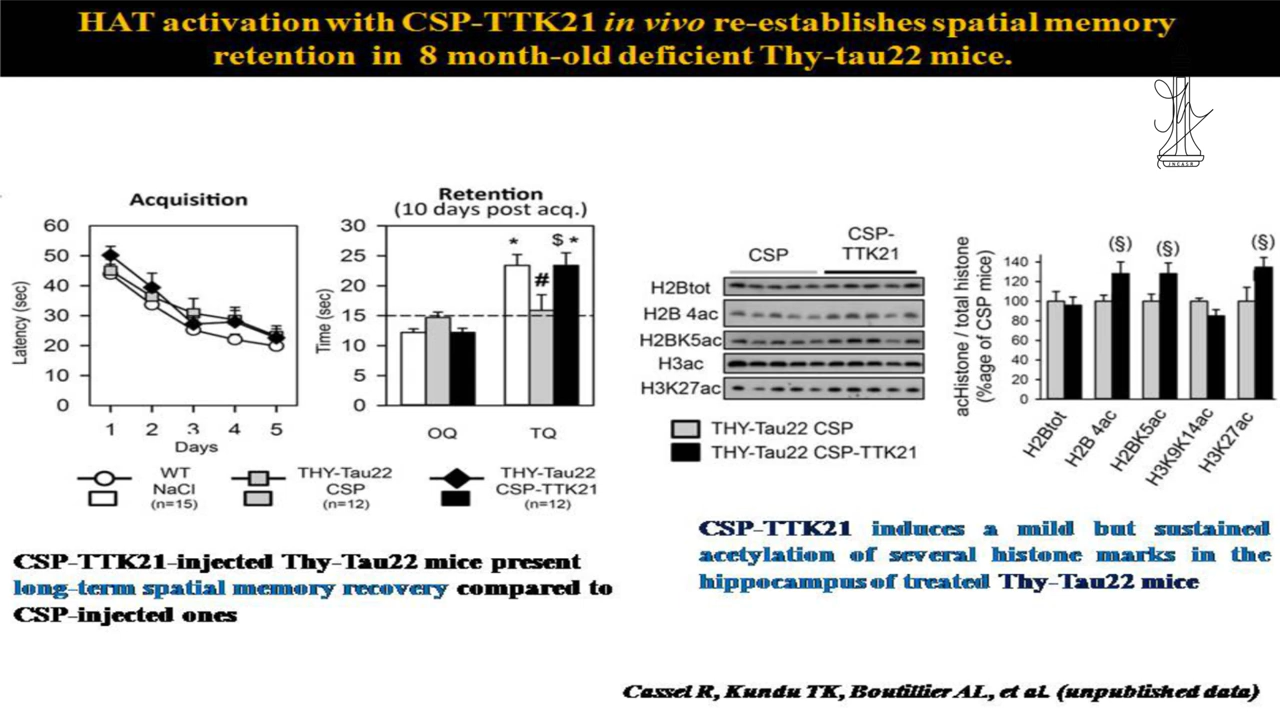 HAT activation with CSP-TTK21 in vivo re-establishes spatial memory
retention in 8 month-old deficient Thy-tau22 mice.
JNCASR
Acquisition
60
50
40
30
20
10
0
Latency (sec)
1 2 3 4 5
Days
Retention
(10 days post acq.)
30
25
20
15
10
5
0
Time (sec)
* # $ *
OQ TQ
WT
NaCl
(n=15)
THY-Tau22
CSP
(n=12)
THY-Tau22
CSP-TTK21
(n=12)
CSP-TTK21-injected Thy-Tau22 mice present
long-term spatial memory recovery compared to
CSP-injected ones
CSP
CSP-
TTK21
H2Btot
H2B 4ac
H2BK5ac
H3ac
H3K27ac
THY-Tau22 CSP
THY-Tau22 CSP-TTK21
acHistone / total histone
(%age of CSP mice)
140
120
100
80
60
40
20
0
(§) (§) (§)
H2Btot
H2B 4ac
H2BK5ac
H3K9K14ac
H3K27ac
CSP-TTK21 induces a mild but sustained
acetylation of several histone marks in the
hippocampus of treated Thy-Tau22 mice
Cassel R, Kundu TK, Boutillier AL, et al. (unpublished data)